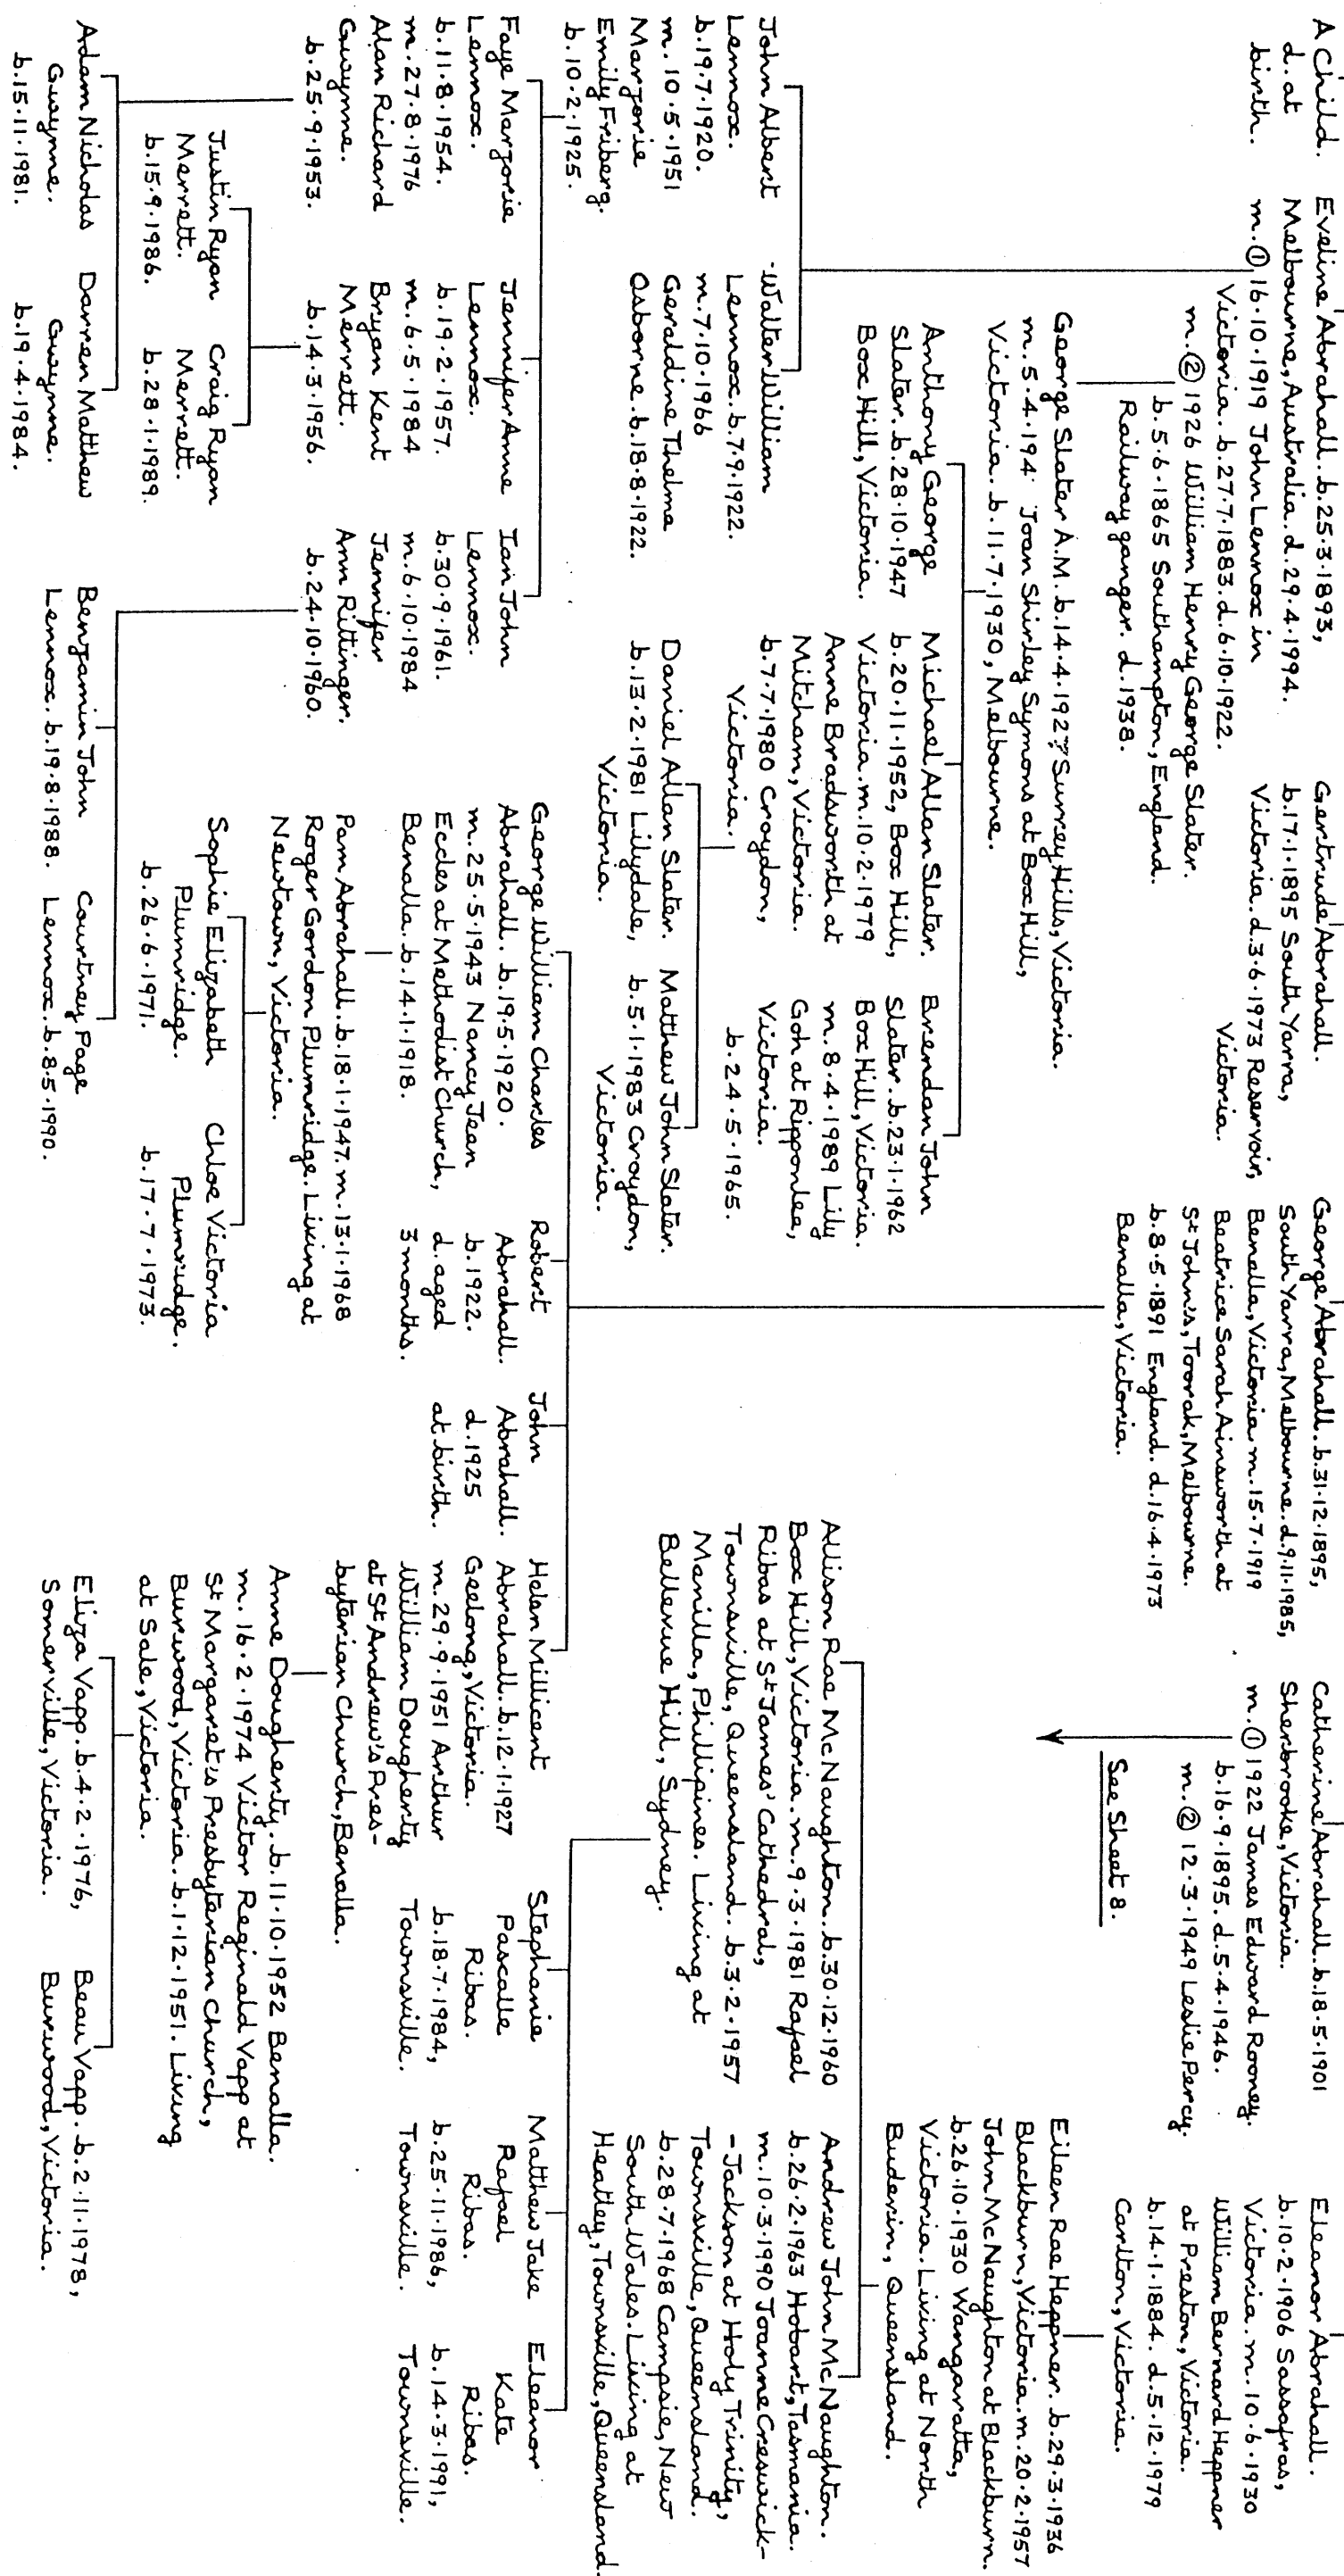 A Child.
d. at
birth.
Eveline Abrahall. b.25.3.1893,
Melbourne, Australia. d.29.4.1994.
m.① 16.10.1919 John Lennox in
Victoria. b.27.7.1883. d.6.10.1922.
m.② 1926 William Henry George Slater.
b.5.6.1865 Southampton, England.
Railway ganger. d.1938.
Gertrude Abrahall.
b.17.1.1895 South Yarra,
Victoria. d.3.6.1973 Reservoir,
Victoria.
George Abrahall. b.31.12.1895,
South Yarra, Melbourne. d.9.11.1985,
Benalla, Victoria. m.15.7.1919
Beatrice Sarah Ainsworth at
St John's, Toorak, Melbourne.
b.8.5.1891 England. d.16.4.1973
Benalla, Victoria.
Catherine Abrahall. b.18.5.1901
Sherbrooke, Victoria.
m.① 1922 James Edward Rooney.
b.16.9.1895. d.5.4.1946.
m.② 12.3.1949 Leslie Percy.
See Sheet 8.
Eleanor Abrahall.
b.10.2.1906 Sassafras,
Victoria. m.10.6.1930
William Bernard Heppner
at Preston, Victoria.
b.14.1.1884. d.5.12.1979
Carlton, Victoria.
George Slater A.M. b.14.4.1927 Surrey Hills, Victoria.
m.5.4.194 Joan Shirley Symons at Box Hill,
Victoria. b.11.7.1930, Melbourne.
Eileen Rae Heppner. b.29.3.1936
Blackburn, Victoria. m.20.2.1957
John McNaughton at Blackburn.
b.26.10.1930 Wangaratta,
Victoria. Living at North
Buderin, Queensland.
John Albert
Lennox.
b.19.7.1920.
m.10.5.1951
Marjorie
Emily Friberg.
b.10.2.1925.
-Walter William
Lennox. b.7.9.1922.
m.7.10.1966
Geraldine Thelma
Osborne. b.18.8.1922.
Anthony George
Slater. b.28.10.1947
Box Hill, Victoria.
Michael Allan Slater.
b.20.11.1952, Box Hill,
Victoria. m.10.2.1979
Anne Bradsworth at
Mitcham, Victoria.
b.7.7.1980 Croydon,
Victoria.
Brendan John
Slater. b.23.1.1962
Box Hill, Victoria.
m.8.4.1989 Lily
Goh at Ripponlea,
Victoria.
b.24.5.1965.
Allison Rae McNaughton. b.30.12.1960
Box Hill, Victoria. m.9.3.1981 Rafael
Ribas at St James' Cathedral,
Townsville, Queensland. b.3.2.1957
Manilla, Phillipines. Living at
Bellevue Hill, Sydney.
Andrew John McNaughton.
b.26.2.1963 Hobart, Tasmania.
m.10.3.1990 Joanne Creswick-
-Jackson at Holy Trinity,
Townsville, Queensland.
b.28.7.1968 Campsie, New
South Wales. Living at
Heatley, Townsville, Queensland.
Daniel Allan Slater.
b.13.2.1981 Lilydale,
Victoria.
Matthew John Slater.
b.5.1.1983 Croydon,
Victoria.
Faye Marjorie
Lennox.
b.11.8.1954.
m.27.8.1976
Alan Richard
Gwynne.
b.25.9.1953.
Jennifer Anne
Lennox.
b.19.2.1957.
m.6.5.1984
Bryan Kent
Merrett.
b.14.3.1956.
Ian John
Lennox.
b.30.9.1961.
m.6.10.1984
Jennifer
Ann Rittinger.
b.24.10.1960.
George William Charles
Abrahall. b.19.5.1920.
m.25.5.1943 Nancy Jean
Eccles at Methodist Church,
Benalla. b.14.1.1918.
Robert
Abrahall.
b.1922.
d. aged
3 months.
John
Abrahall.
d.1925
at birth.
Helen Millicent
Abrahall. b.12.1.1927
Geelong, Victoria.
m.29.9.1951 Arthur
William Dougherty
at St Andrew's Pres-
byterian Church, Benalla.
Stephanie
Pascalle
Ribas.
b.18.7.1984,
Townsville.
Matthew Jake
Rafael
Ribas.
b.25.11.1986,
Townsville.
Eleanor
Kate
Ribas.
b.14.3.1991,
Townsville.
Pam Abrahall. b.18.1.1947. m.13.1.1968
Roger Gordon Plumridge. Living at
Newtown, Victoria.
Anne Dougherty. b.11.10.1952 Benalla.
m.16.2.1974 Victor Reginald Vapp at
St Margaret's Presbyterian Church,
Burwood, Victoria. b.1.12.1951. Living
at Sale, Victoria.
Justin Ryan
Merrett.
b.15.9.1986.
Craig Ryan
Merrett.
b.28.1.1989.
Sophie Elizabeth
Plumridge.
b.26.6.1971.
Chloe Victoria
Plumridge.
b.17.7.1973.
Adam Nicholas
Gwynne.
b.15.11.1981.
Darren Matthew
Gwynne.
b.19.4.1984.
Benjamin John
Lennox. b.19.8.1988.
Courtney Page
Lennox. b.8.5.1990.
Eliza Vapp. b.4.2.1976,
Somerville, Victoria.
Beau Vapp. b.2.11.1978,
Burwood, Victoria.